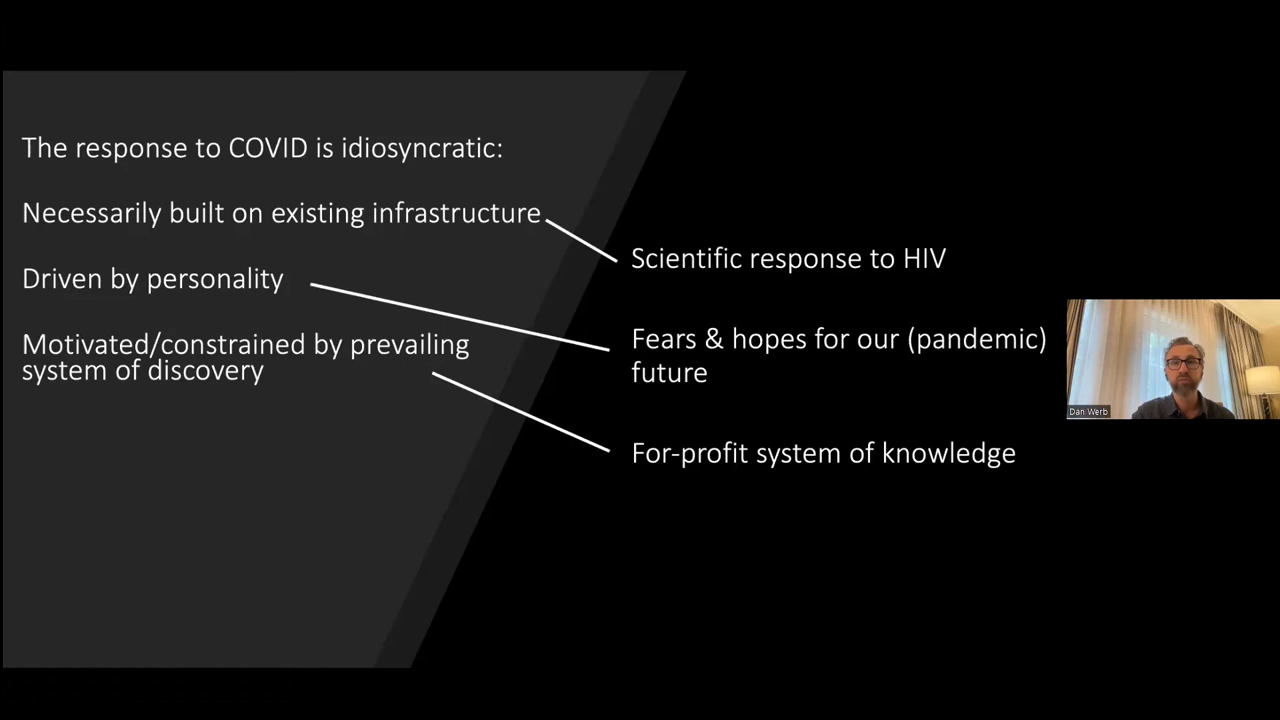 The response to COVID is idiosyncratic:
Necessarily built on existing infrastructure
Driven by personality
Motivated/constrained by prevailing
system of discovery
Scientific response to HIV
Fears & hopes for our (pandemic)
future
For-profit system of knowledge
Dan Werb